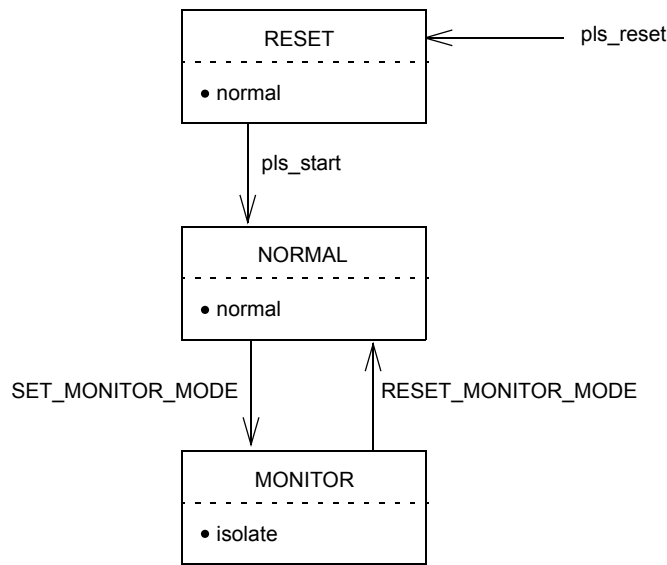 RESET
pls_reset
• normal
pls_start
NORMAL
• normal
SET_MONITOR_MODE
RESET_MONITOR_MODE
MONITOR
• isolate